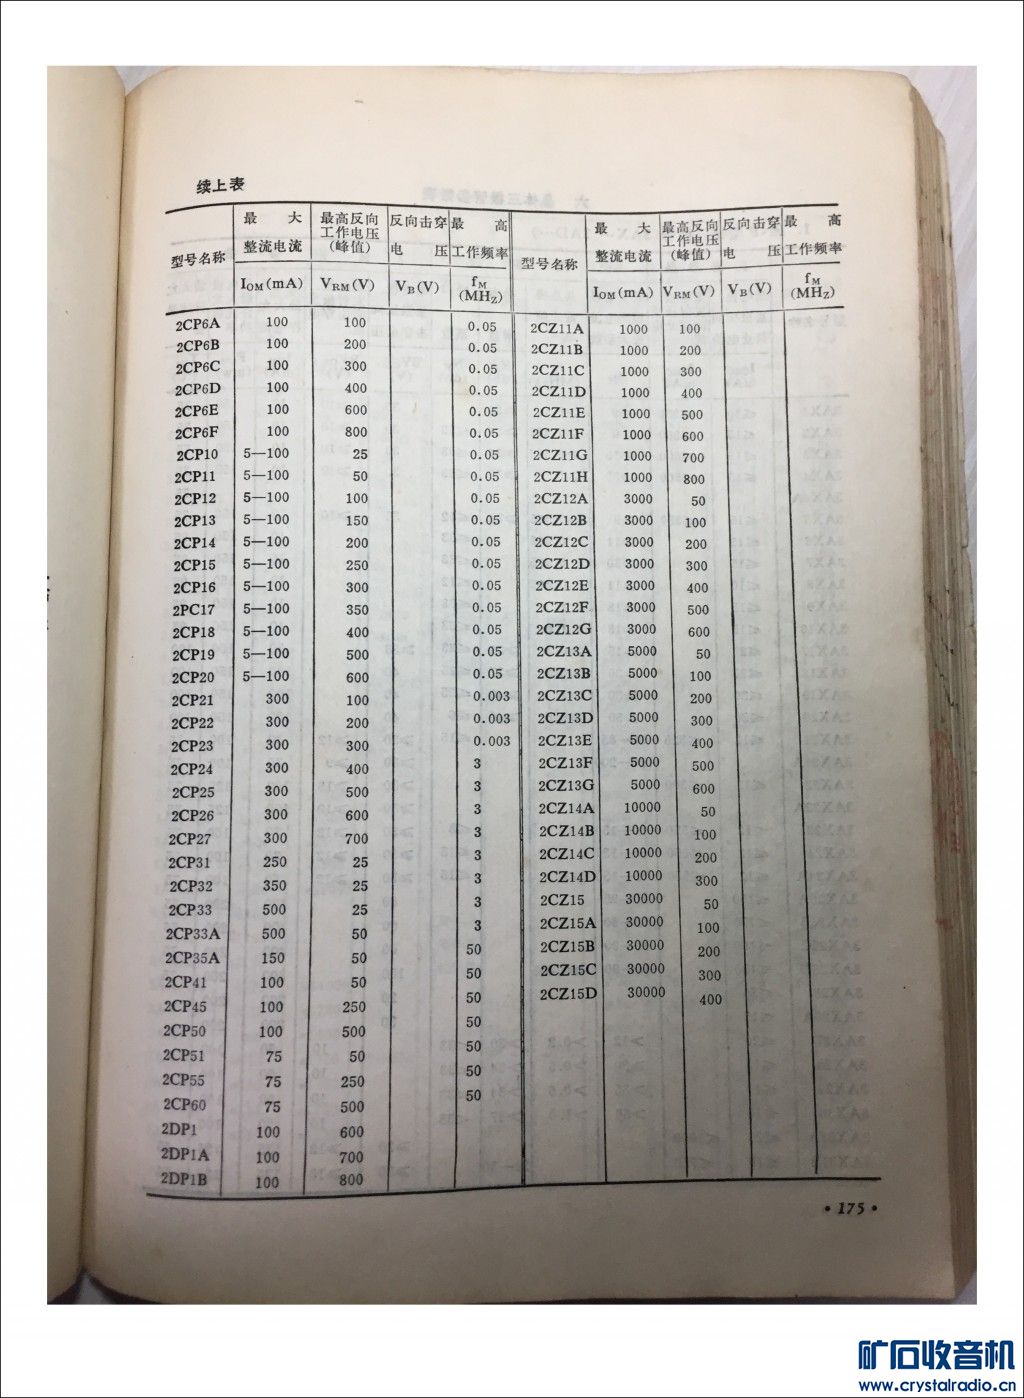 续上表
型号名称 最大整流电流 IOM(mA) 最高反向工作电压(峰值) VRM(V) 反向击穿电压 VB(V) 最高工作频率 fM(MHz) 型号名称 最大整流电流 IOM(mA) 最高反向工作电压(峰值) VRM(V) 反向击穿电压 VB(V) 最高工作频率 fM(MHz)
2CP6A 100 100 0.05 2CZ11A 1000 100
2CP6B 100 200 0.05 2CZ11B 1000 200
2CP6C 100 300 0.05 2CZ11C 1000 300
2CP6D 100 400 0.05 2CZ11D 1000 400
2CP6E 100 600 0.05 2CZ11E 1000 500
2CP6F 100 800 0.05 2CZ11F 1000 600
2CP10 5—100 25 0.05 2CZ11G 1000 700
2CP11 5—100 50 0.05 2CZ11H 1000 800
2CP12 5—100 100 0.05 2CZ12A 3000 50
2CP13 5—100 150 0.05 2CZ12B 3000 100
2CP14 5—100 200 0.05 2CZ12C 3000 200
2CP15 5—100 250 0.05 2CZ12D 3000 300
2CP16 5—100 300 0.05 2CZ12E 3000 400
2PC17 5—100 350 0.05 2CZ12F 3000 500
2CP18 5—100 400 0.05 2CZ12G 3000 600
2CP19 5—100 500 0.05 2CZ13A 5000 50
2CP20 5—100 600 0.05 2CZ13B 5000 100
2CP21 300 100 0.003 2CZ13C 5000 200
2CP22 300 200 0.003 2CZ13D 5000 300
2CP23 300 300 0.003 2CZ13E 5000 400
2CP24 300 400 3 2CZ13F 5000 500
2CP25 300 500 3 2CZ13G 5000 600
2CP26 300 600 3 2CZ14A 10000 50
2CP27 300 700 3 2CZ14B 10000 100
2CP31 250 25 3 2CZ14C 10000 200
2CP32 350 25 3 2CZ14D 10000 300
2CP33 500 25 3 2CZ15 30000 50
2CP33A 500 50 3 2CZ15A 30000 100
2CP35A 150 50 50 2CZ15B 30000 200
2CP41 100 50 50 2CZ15C 30000 300
2CP45 100 250 50 2CZ15D 30000 400
2CP50 100 500 50
2CP51 75 50 50
2CP55 75 250 50
2CP60 75 500 50
2DP1 100 600
2DP1A 100 700
2DP1B 100 800
•175•
矿石收音机
www.crystalradio.cn